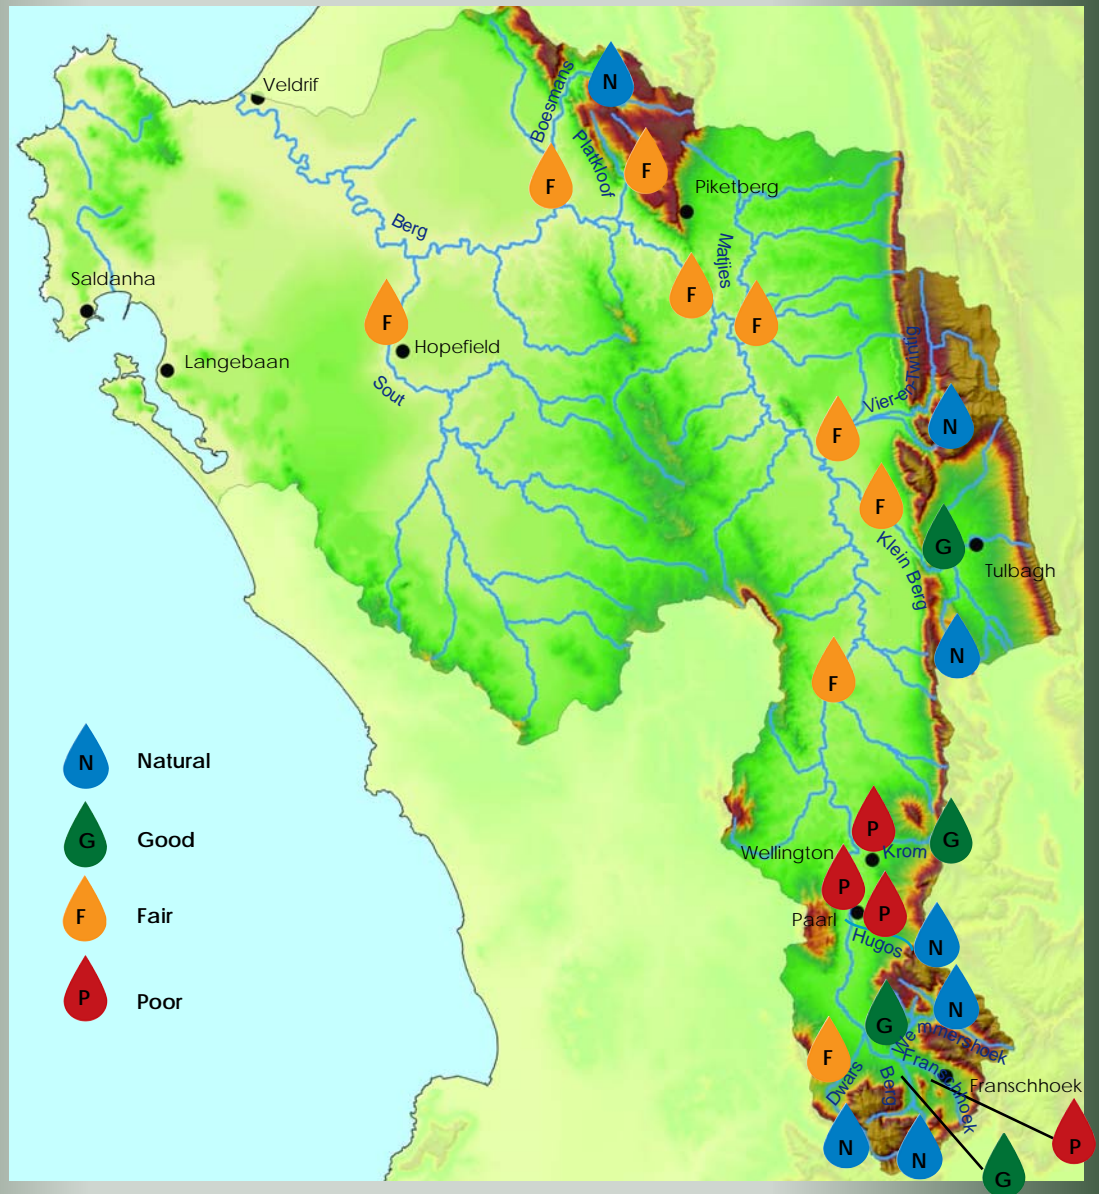 Veldrif
N
Boesmans
Platkloof
F
F
Piketberg
Berg
Matjies
Saldanha
F
F
F
Hopefield
Langebaan
Sout
Vier-en-Twintig
N
F
F
G
Klein Berg
Tulbagh
N
F
N Natural
G Good
F Fair
P Poor
P
G
Wellington
Krom
P
P
Paarl
Hugos
N
N
G
Wemmershoek
F
Franschhoek
Dwars
Berg
Franschhoek
N
N
P
G